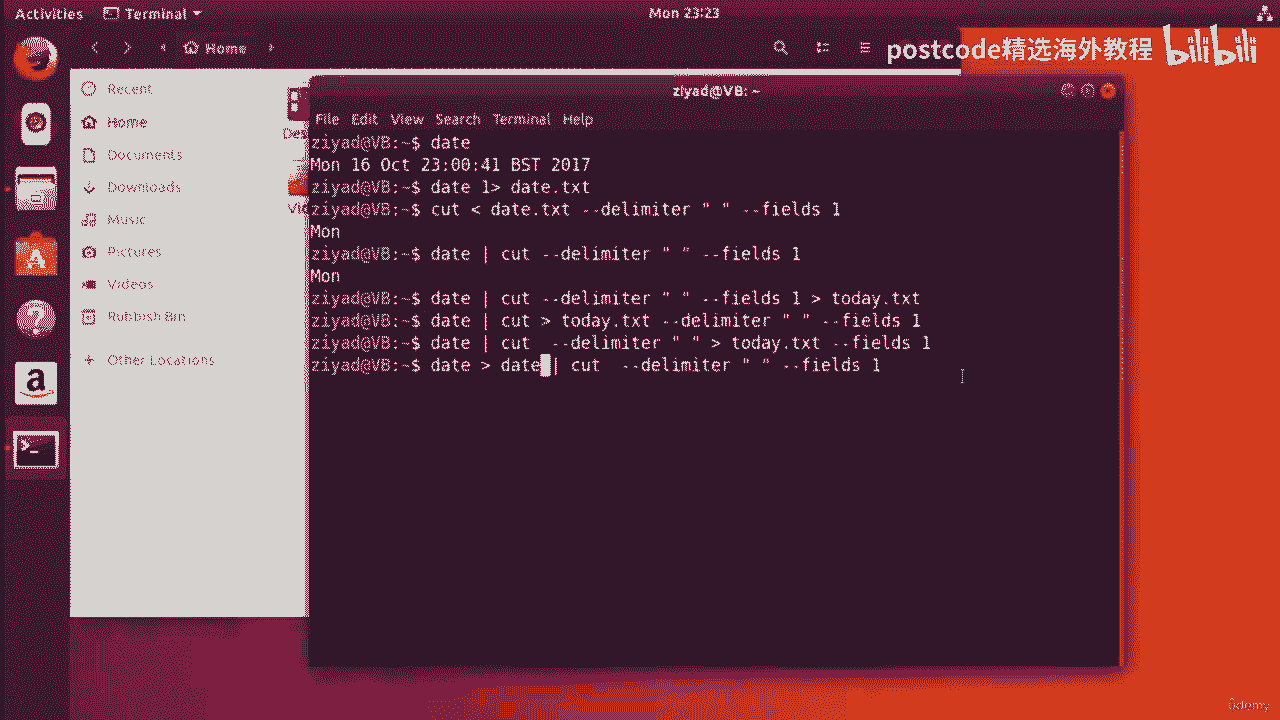 Activities Terminal Mon 23:23
Home
postcode精选海外教程 bilibili
Recent
Home
Documents
Downloads
Music
Pictures
Videos
Rubbish Bin
Other Locations
Des
Vid
ziyad@VB: ~
File Edit View Search Terminal Help
ziyad@VB:~$ date
Mon 16 Oct 23:00:41 BST 2017
ziyad@VB:~$ date 1> date.txt
ziyad@VB:~$ cut < date.txt --delimiter " " --fields 1
Mon
ziyad@VB:~$ date | cut --delimiter " " --fields 1
Mon
ziyad@VB:~$ date | cut --delimiter " " --fields 1 > today.txt
ziyad@VB:~$ date | cut > today.txt --delimiter " " --fields 1
ziyad@VB:~$ date | cut  --delimiter " " > today.txt --fields 1
ziyad@VB:~$ date > date | cut  --delimiter " " --fields 1
ûdemy